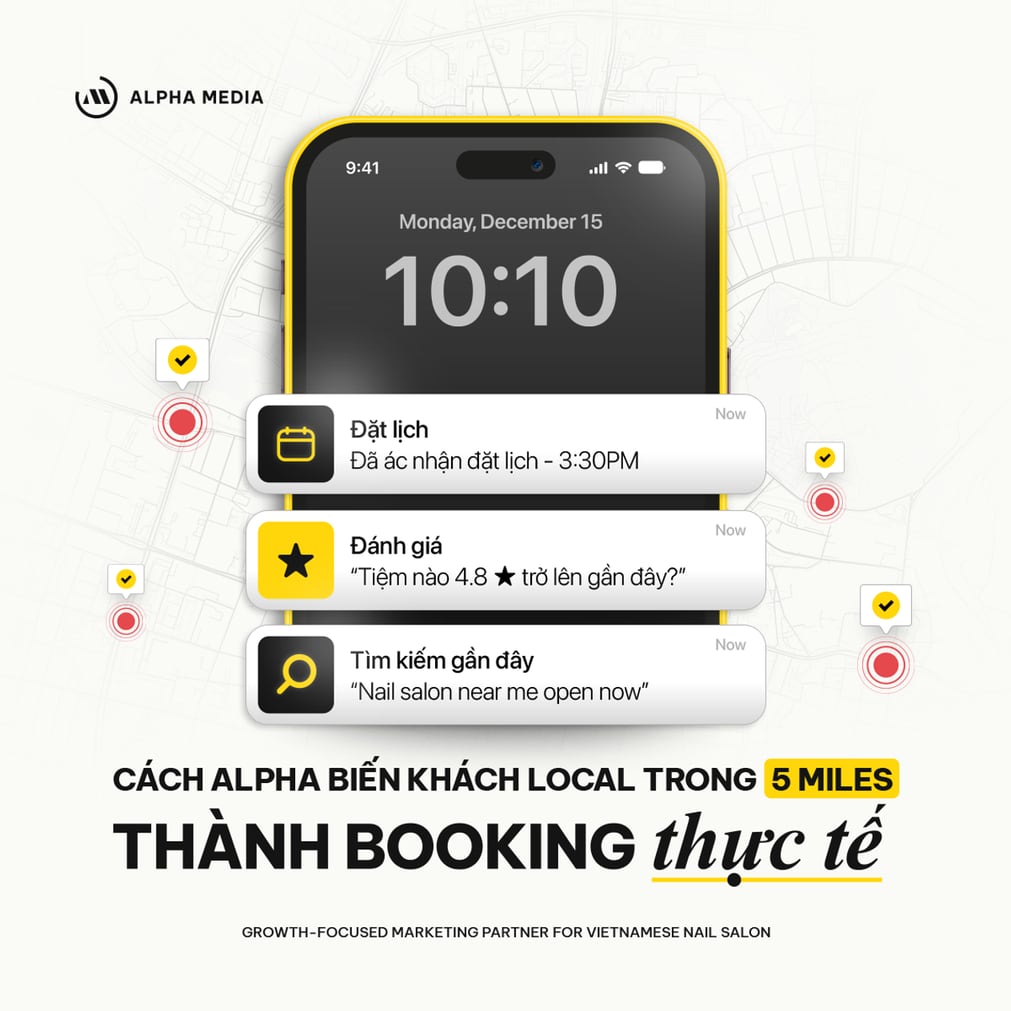 ALPHA MEDIA
9:41
Monday, December 15
10:10
Now
Đặt lịch
Đã ác nhận đặt lịch - 3:30PM
Now
Đánh giá
“Tiệm nào 4.8 ★ trở lên gần đây?”
Now
Tìm kiếm gần đây
“Nail salon near me open now”
CÁCH ALPHA BIẾN KHÁCH LOCAL TRONG 5 MILES
THÀNH BOOKING thực tế
GROWTH-FOCUSED MARKETING PARTNER FOR VIETNAMESE NAIL SALON